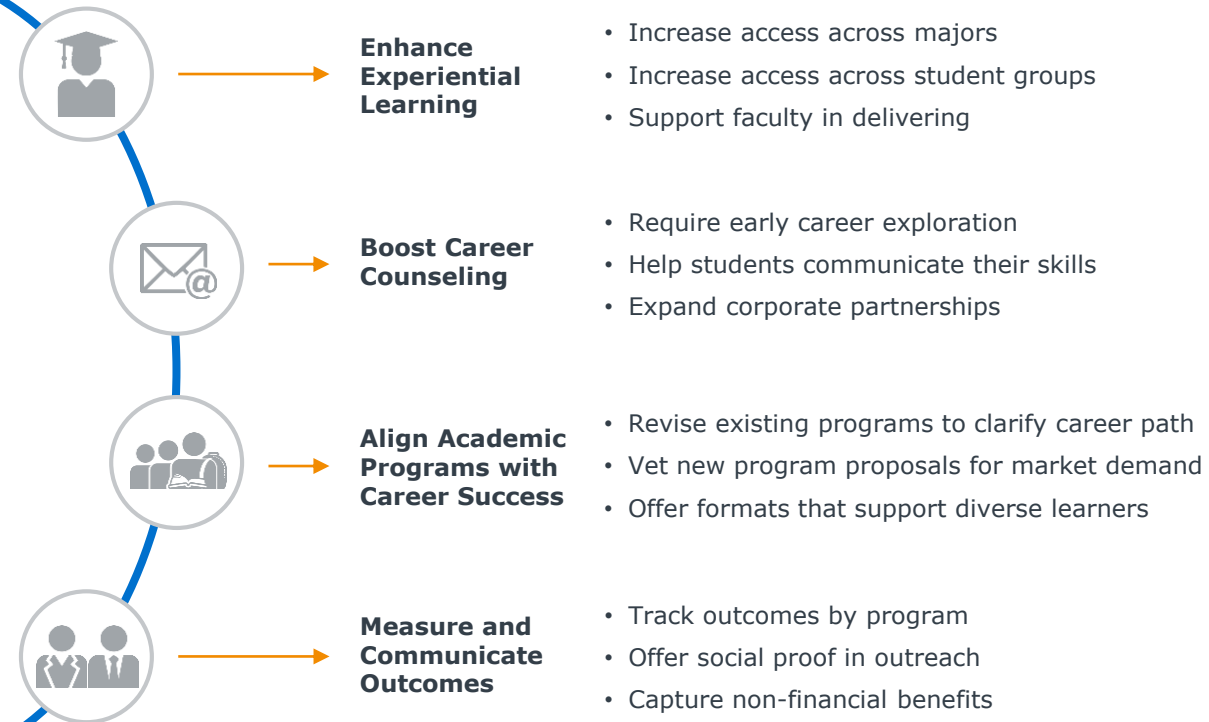 Enhance
Experiential
Learning
• Increase access across majors
• Increase access across student groups
• Support faculty in delivering
@
Boost Career
Counseling
• Require early career exploration
• Help students communicate their skills
• Expand corporate partnerships
Align Academic
Programs with
Career Success
• Revise existing programs to clarify career path
• Vet new program proposals for market demand
• Offer formats that support diverse learners
Measure and
Communicate
Outcomes
• Track outcomes by program
• Offer social proof in outreach
• Capture non-financial benefits